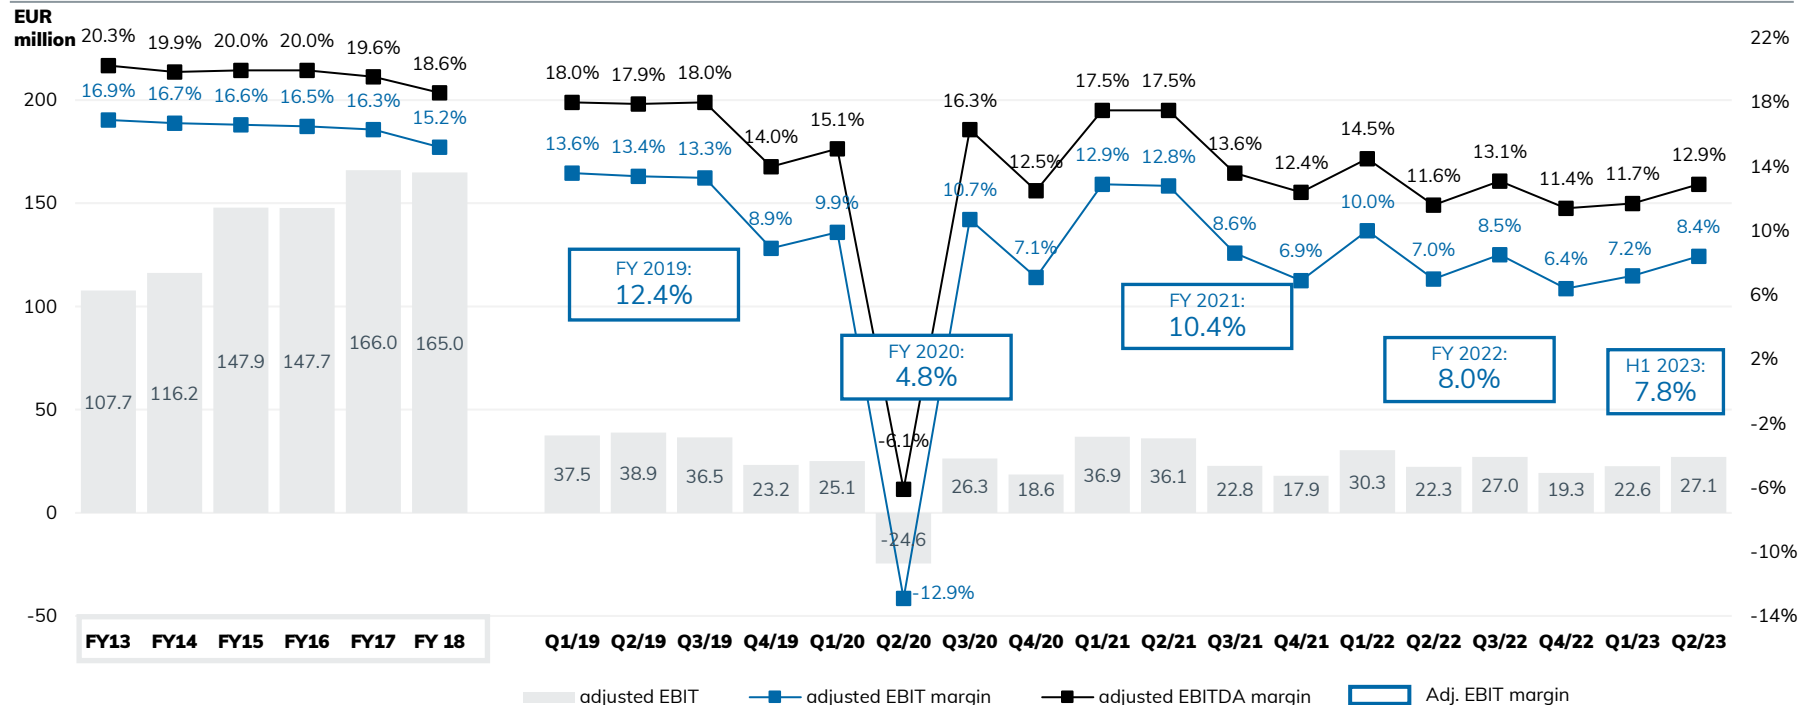 EUR
million
20.3% 19.9% 20.0% 20.0% 19.6% 18.6%
16.9% 16.7% 16.6% 16.5% 16.3% 15.2%
18.0% 17.9% 18.0% 14.0% 15.1% -6.1% 16.3% 12.5% 17.5% 17.5% 13.6% 12.4% 14.5% 11.6% 13.1% 11.4% 11.7% 12.9%
13.6% 13.4% 13.3% 8.9% 9.9% -12.9% 10.7% 7.1% 12.9% 12.8% 8.6% 6.9% 10.0% 7.0% 8.5% 6.4% 7.2% 8.4%
200
150
100
50
0
-50
22%
18%
14%
10%
6%
2%
-2%
-6%
-10%
-14%
FY 2019:
12.4%
FY 2020:
4.8%
FY 2021:
10.4%
FY 2022:
8.0%
H1 2023:
7.8%
107.7 116.2 147.9 147.7 166.0 165.0
37.5 38.9 36.5 23.2 25.1 -24.6 26.3 18.6 36.9 36.1 22.8 17.9 30.3 22.3 27.0 19.3 22.6 27.1
FY13 FY14 FY15 FY16 FY17 FY 18 Q1/19 Q2/19 Q3/19 Q4/19 Q1/20 Q2/20 Q3/20 Q4/20 Q1/21 Q2/21 Q3/21 Q4/21 Q1/22 Q2/22 Q3/22 Q4/22 Q1/23 Q2/23
adjusted EBIT adjusted EBIT margin adjusted EBITDA margin Adj. EBIT margin